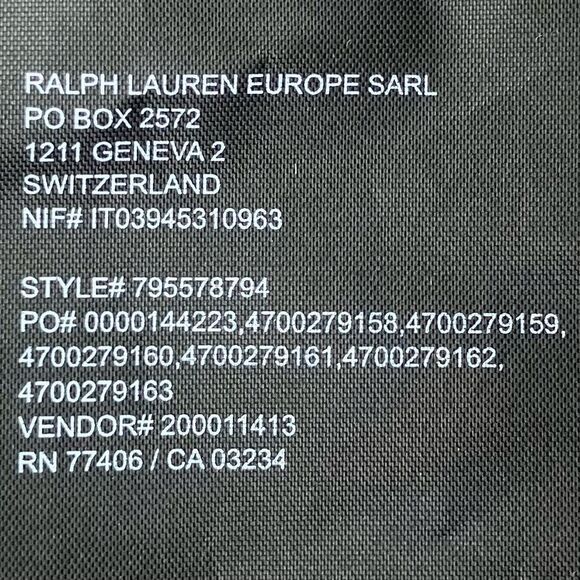 RALPH LAUREN EUROPE SARL
PO BOX 2572
1211 GENEVA 2
SWITZERLAND
NIF# IT03945310963
STYLE# 795578794
PO# 0000144223,4700279158,4700279159,
4700279160,4700279161,4700279162,
4700279163
VENDOR# 200011413
RN 77406 / CA 03234